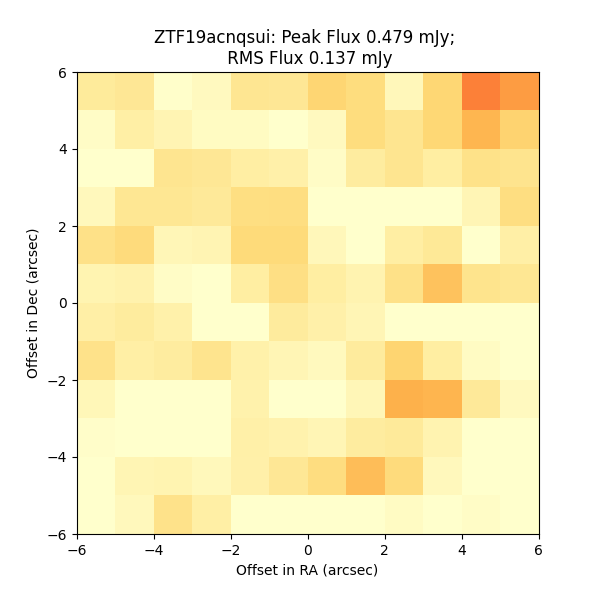 ZTF19acnqsui: Peak Flux 0.479 mJy;
RMS Flux 0.137 mJy
6
4
2
0
−2
−4
−6
Offset in Dec (arcsec)
−6 −4 −2 0 2 4 6
Offset in RA (arcsec)